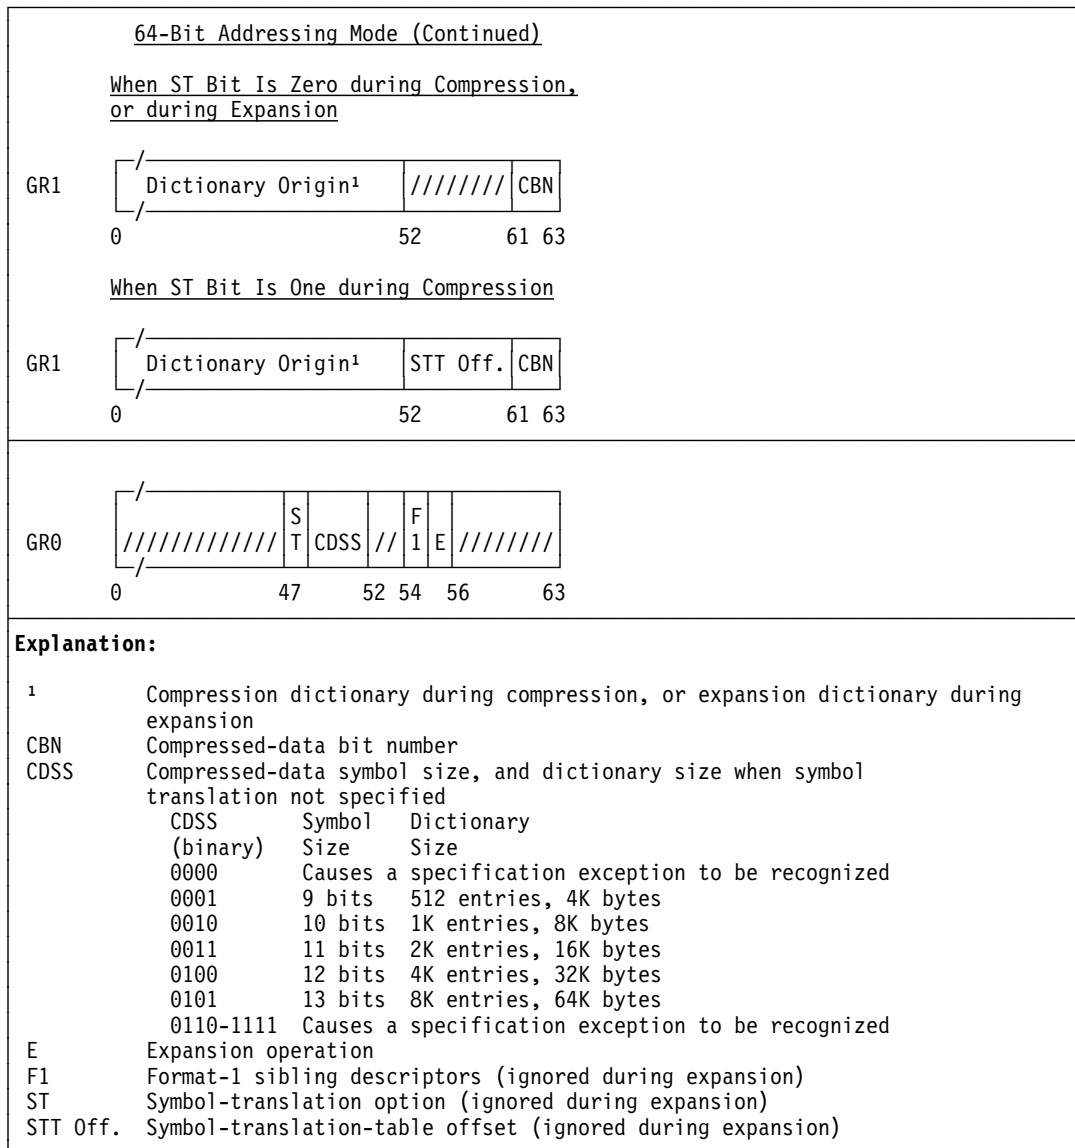 64-Bit Addressing Mode (Continued)
When ST Bit Is Zero during Compression,
or during Expansion
GR1 Dictionary Origin¹ //////// CBN
0 52 61 63
When ST Bit Is One during Compression
GR1 Dictionary Origin¹ STT Off. CBN
0 52 61 63
S F
GR0 ///////////// T CDSS // 1 E ////////
0 47 52 54 56 63
Explanation:
¹ Compression dictionary during compression, or expansion dictionary during
expansion
CBN Compressed-data bit number
CDSS Compressed-data symbol size, and dictionary size when symbol
translation not specified
CDSS Symbol Dictionary
(binary) Size Size
0000 Causes a specification exception to be recognized
0001 9 bits 512 entries, 4K bytes
0010 10 bits 1K entries, 8K bytes
0011 11 bits 2K entries, 16K bytes
0100 12 bits 4K entries, 32K bytes
0101 13 bits 8K entries, 64K bytes
0110-1111 Causes a specification exception to be recognized
E Expansion operation
F1 Format-1 sibling descriptors (ignored during expansion)
ST Symbol-translation option (ignored during expansion)
STT Off. Symbol-translation-table offset (ignored during expansion)